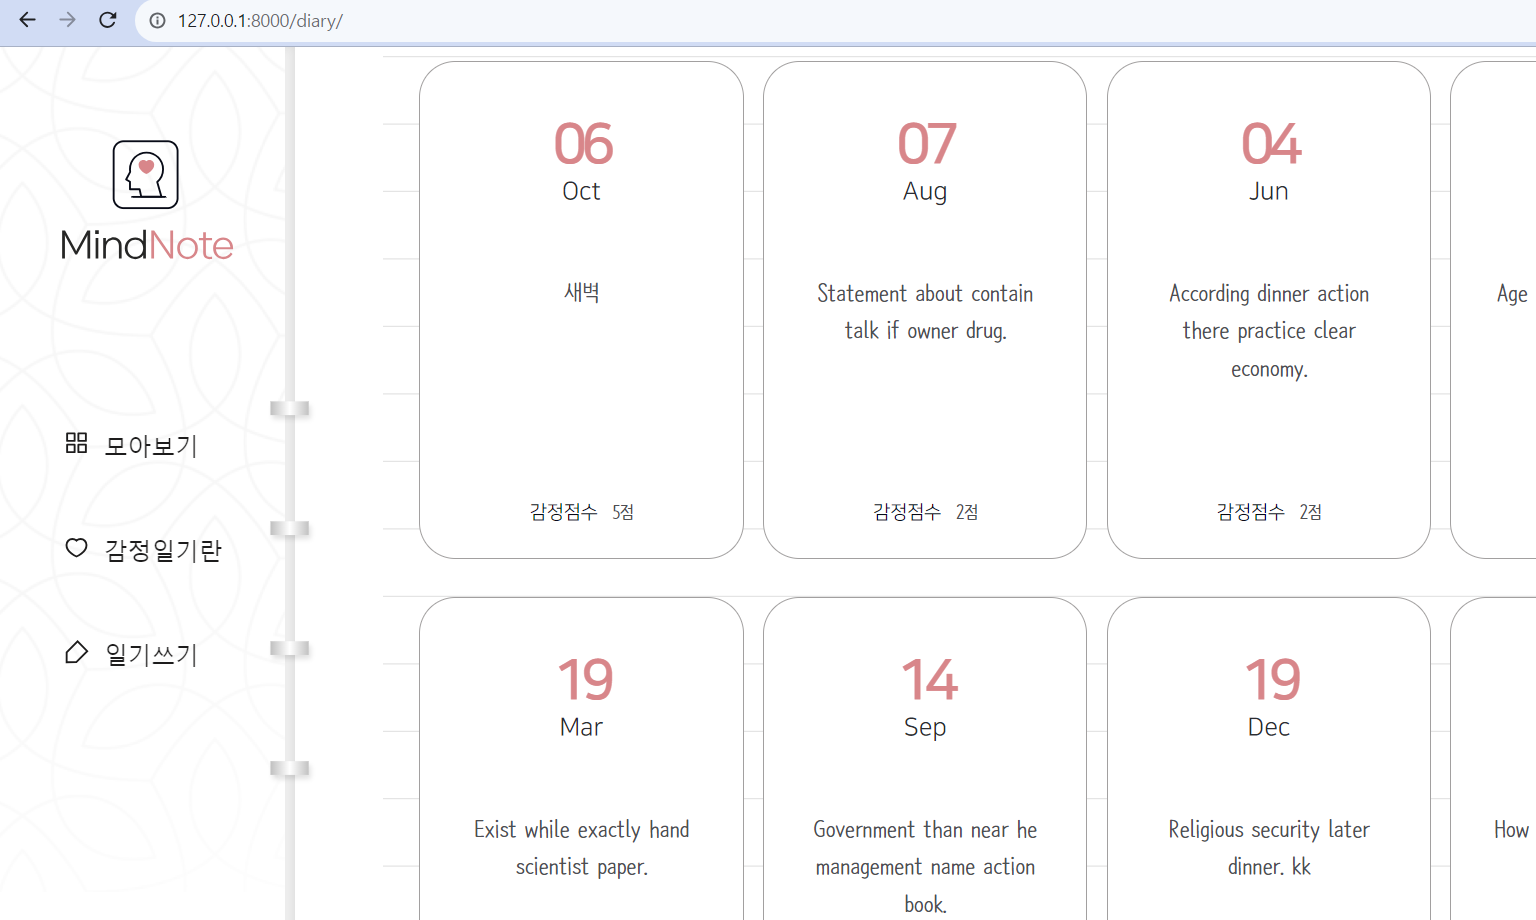 127.0.0.1:8000/diary/
MindNote
모아보기
감정일기란
일기쓰기
06
Oct
새벽
감정점수 5점
07
Aug
Statement about contain
talk if owner drug.
감정점수 2점
04
Jun
According dinner action
there practice clear
economy.
감정점수 2점
Age
19
Mar
Exist while exactly hand
scientist paper.
14
Sep
Government than near he
management name action
book.
19
Dec
Religious security later
dinner. kk
How